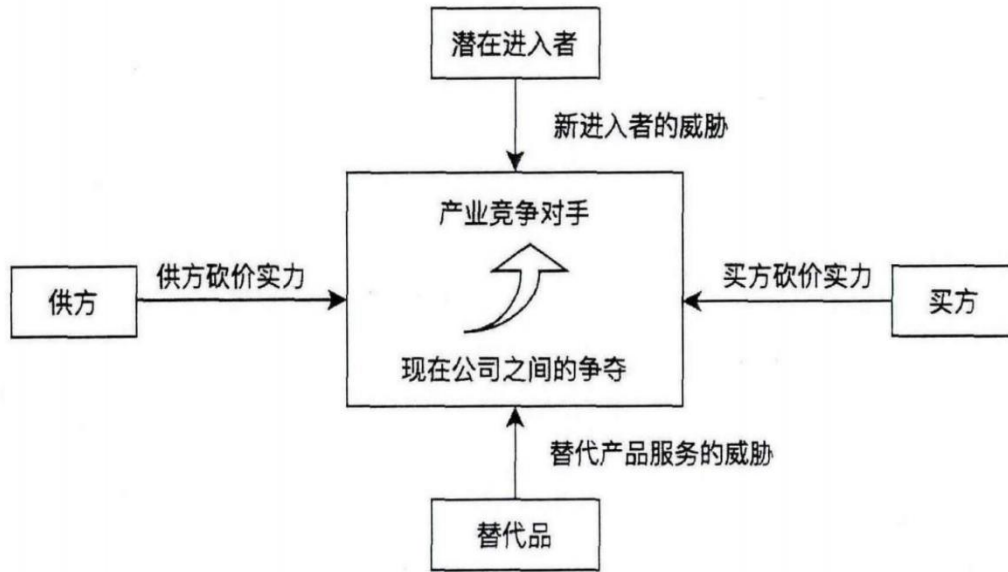 潜在进入者
新进入者的威胁
产业竞争对手
供方砍价实力
买方砍价实力
供方
买方
现在公司之间的争夺
替代产品服务的威胁
替代品